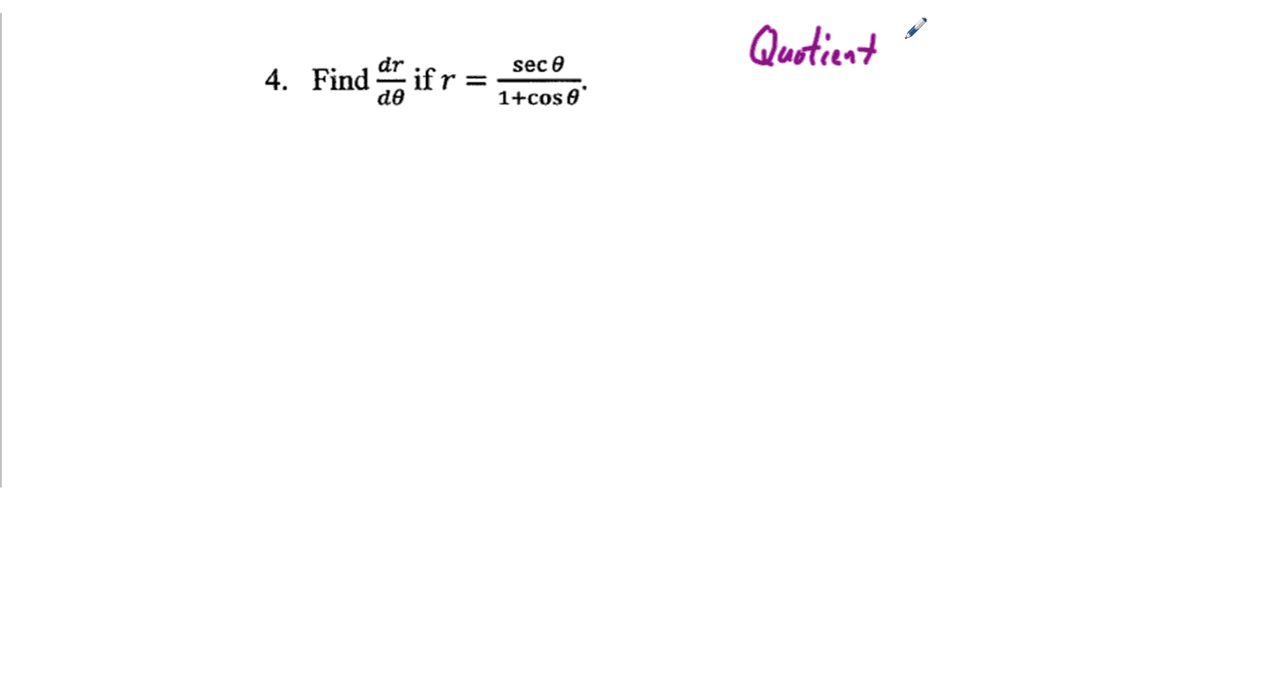 Quotient
4. Find dr/dθ if r = sec θ/1+cos θ.